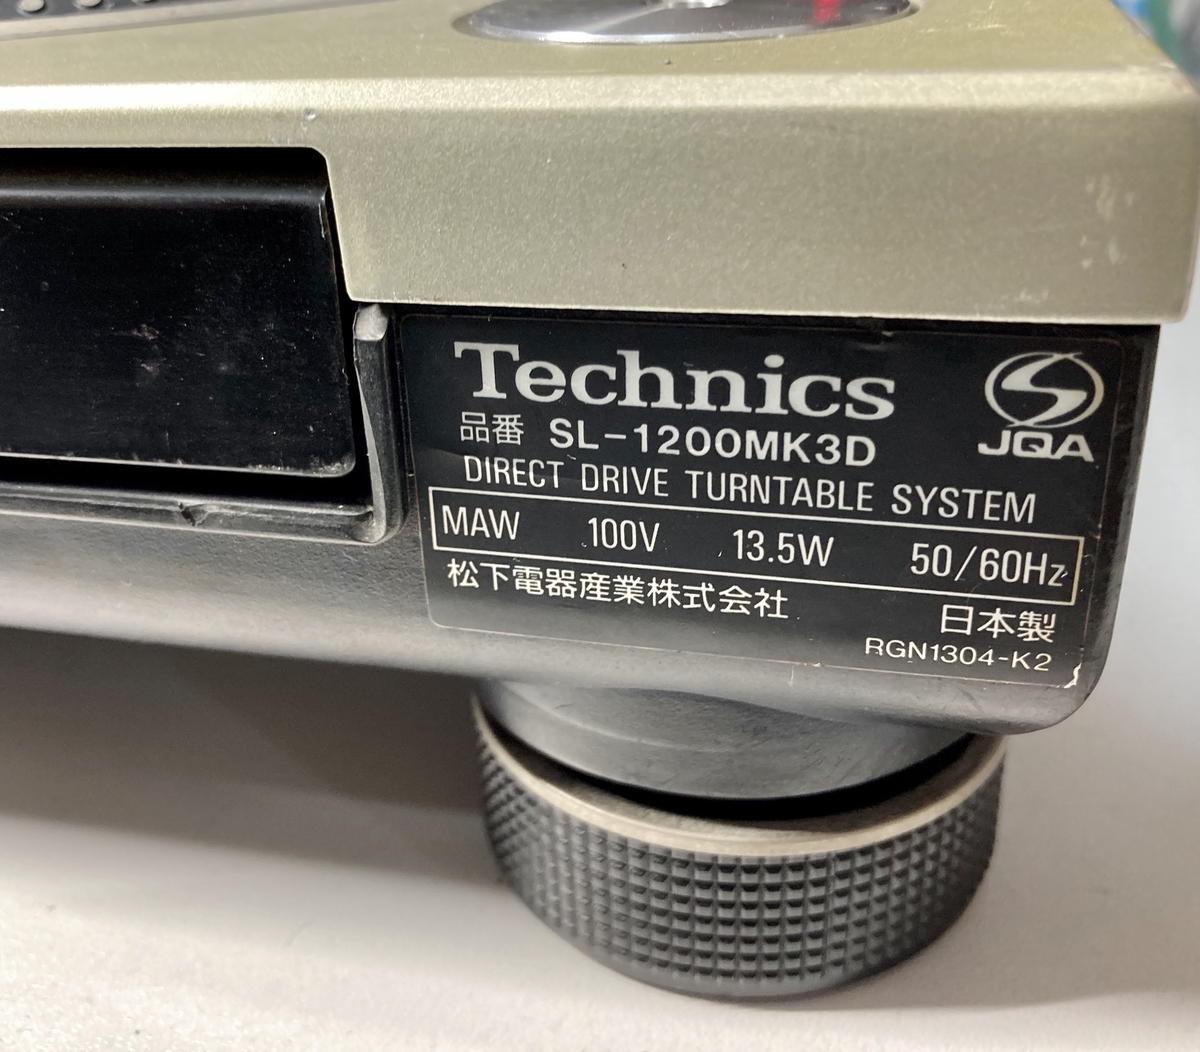 Technics
JQA
品番 SL-1200MK3D
DIRECT DRIVE TURNTABLE SYSTEM
MAW 100V 13.5W 50/60Hz
松下電器産業株式会社
日本製
RGN1304-K2